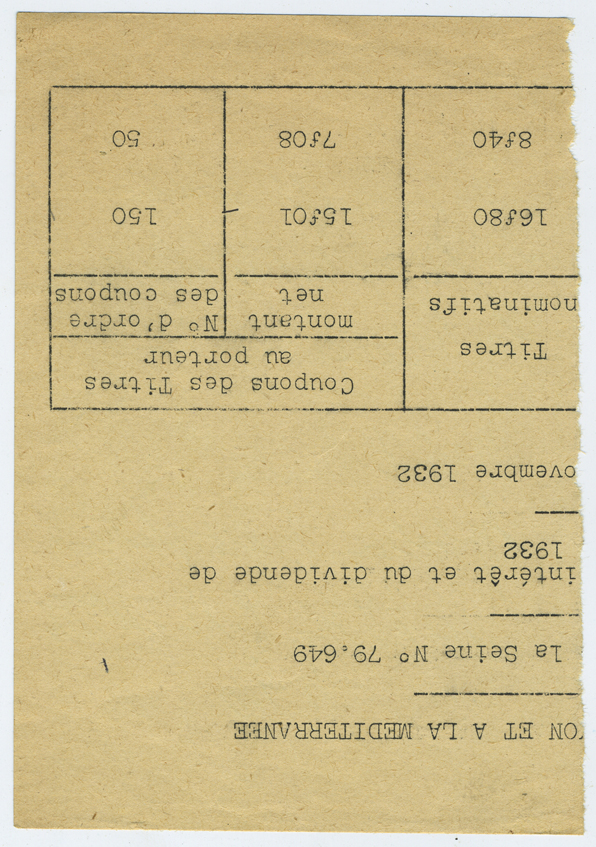 ON ET A LA MEDITERRANEE
la Seine N° 79.649
intérêt et du dividende de
1932
ovembre 1932
Titres
nominatifs
Coupons des Titres
au porteur
montant
net
N° d'ordre
des coupons
16f80 15f01 150
8f40 7f08 50